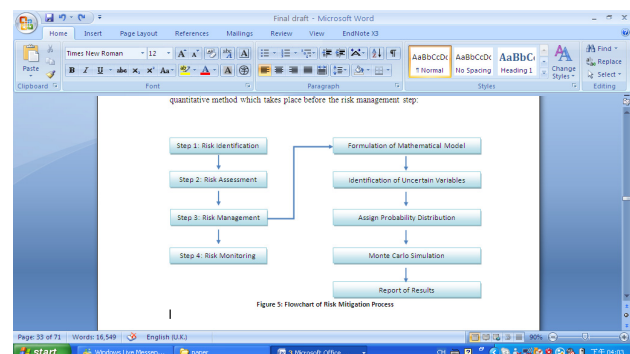 Final draft - Microsoft Word
Home Insert Page Layout References Mailings Review View EndNote X3
Paste
Times New Roman 12
AaBbCcDc AaBbCcDc AaBbC
¶ Normal No Spacing Heading 1
Change Styles
Find
Replace
Select
Clipboard Font Paragraph Styles Editing
quantitative method which takes place before the risk management step:
Step 1: Risk Identification
Step 2: Risk Assessment
Step 3: Risk Management
Step 4: Risk Monitoring
Formulation of Mathematical Model
Identification of Uncertain Variables
Assign Probability Distribution
Monte Carlo Simulation
Report of Results
Figure 5: Flowchart of Risk Mitigation Process
Page: 33 of 71 Words: 16,549 English (U.K.) 90%
start Windows Live Messen... paper 3 Microsoft Office CH 下午 04:03